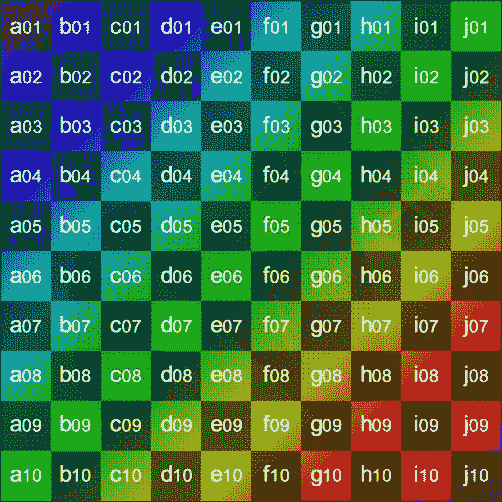 a01 b01 c01 d01 e01 f01 g01 h01 i01 j01
a02 b02 c02 d02 e02 f02 g02 h02 i02 j02
a03 b03 c03 d03 e03 f03 g03 h03 i03 j03
a04 b04 c04 d04 e04 f04 g04 h04 i04 j04
a05 b05 c05 d05 e05 f05 g05 h05 i05 j05
a06 b06 c06 d06 e06 f06 g06 h06 i06 j06
a07 b07 c07 d07 e07 f07 g07 h07 i07 j07
a08 b08 c08 d08 e08 f08 g08 h08 i08 j08
a09 b09 c09 d09 e09 f09 g09 h09 i09 j09
a10 b10 c10 d10 e10 f10 g10 h10 i10 j10